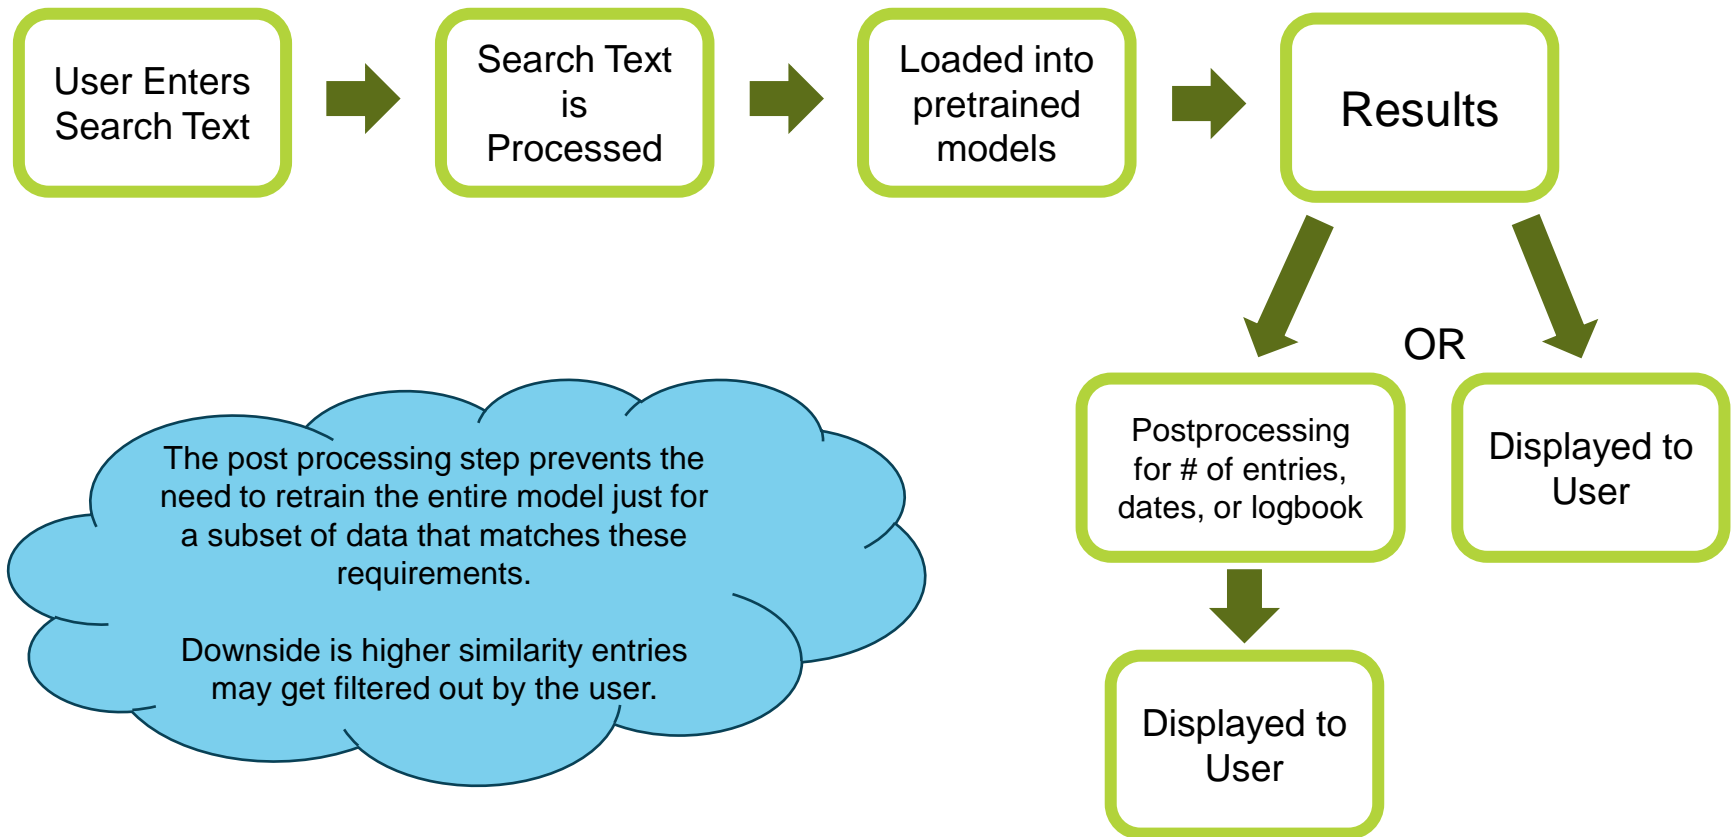 User Enters
Search Text
Search Text
is
Processed
Loaded into
pretrained
models
Results
OR
Postprocessing
for # of entries,
dates, or logbook
Displayed to
User
Displayed to
User
The post processing step prevents the
need to retrain the entire model just for
a subset of data that matches these
requirements.
Downside is higher similarity entries
may get filtered out by the user.